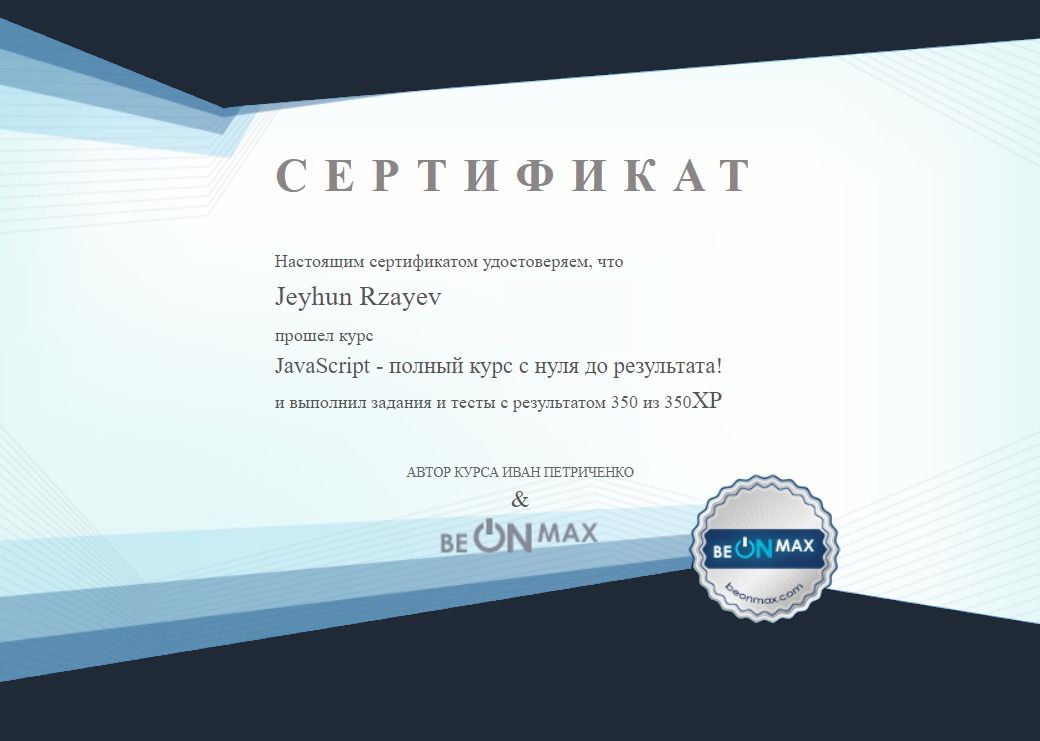 СЕРТИФИКАТ
Настоящим сертификатом удостоверяем, что
Jeyhun Rzayev
прошел курс
JavaScript - полный курс с нуля до результата!
и выполнил задания и тесты с результатом 350 из 350XP
АВТОР КУРСА ИВАН ПЕТРИЧЕНКО
&
BEONMAX
BEONMAX
beonmax.com